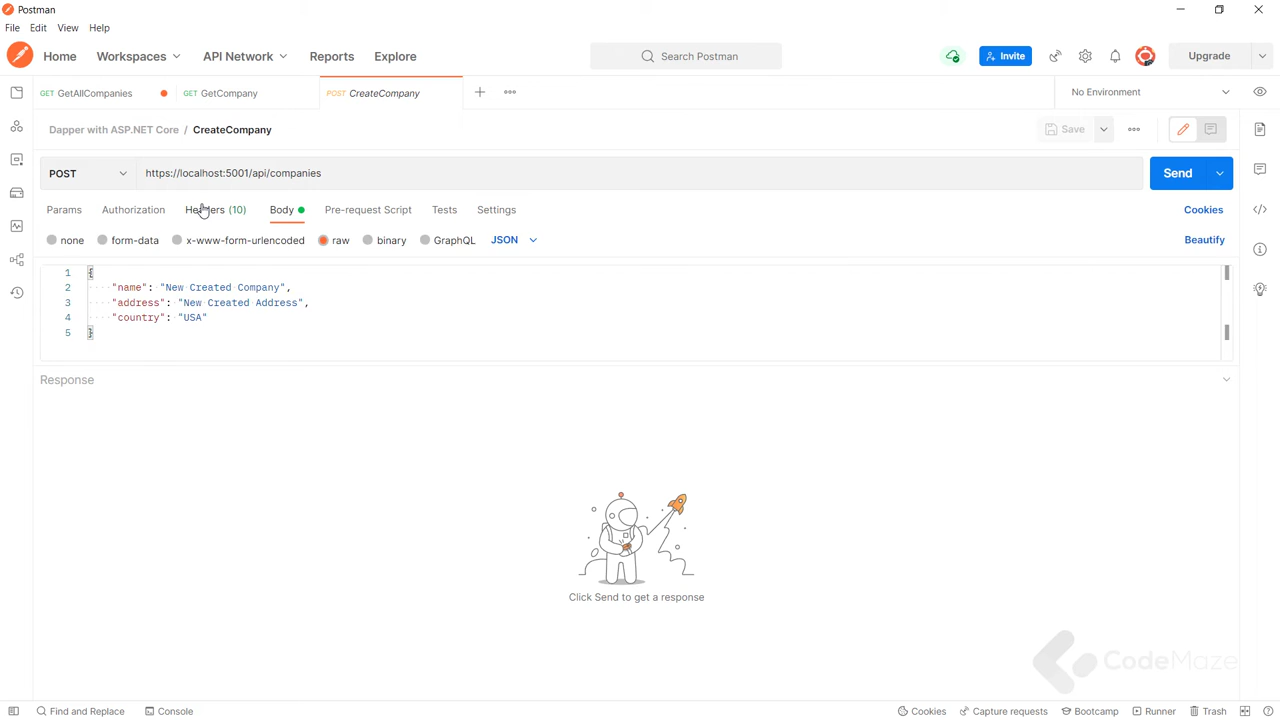 Postman
File Edit View Help
Home Workspaces API Network Reports Explore Search Postman Invite Upgrade
GET GetAllCompanies GET GetCompany POST CreateCompany No Environment
Dapper with ASP.NET Core / CreateCompany Save
POST https://localhost:5001/api/companies Send
Params Authorization Headers (10) Body Pre-request Script Tests Settings Cookies
none form-data x-www-form-urlencoded raw binary GraphQL JSON Beautify
1 {
2 "name": "New Created Company",
3 "address": "New Created Address",
4 "country": "USA"
5 }
Response
Click Send to get a response
CodeMaze
Find and Replace Console Cookies Capture requests Bootcamp Runner Trash